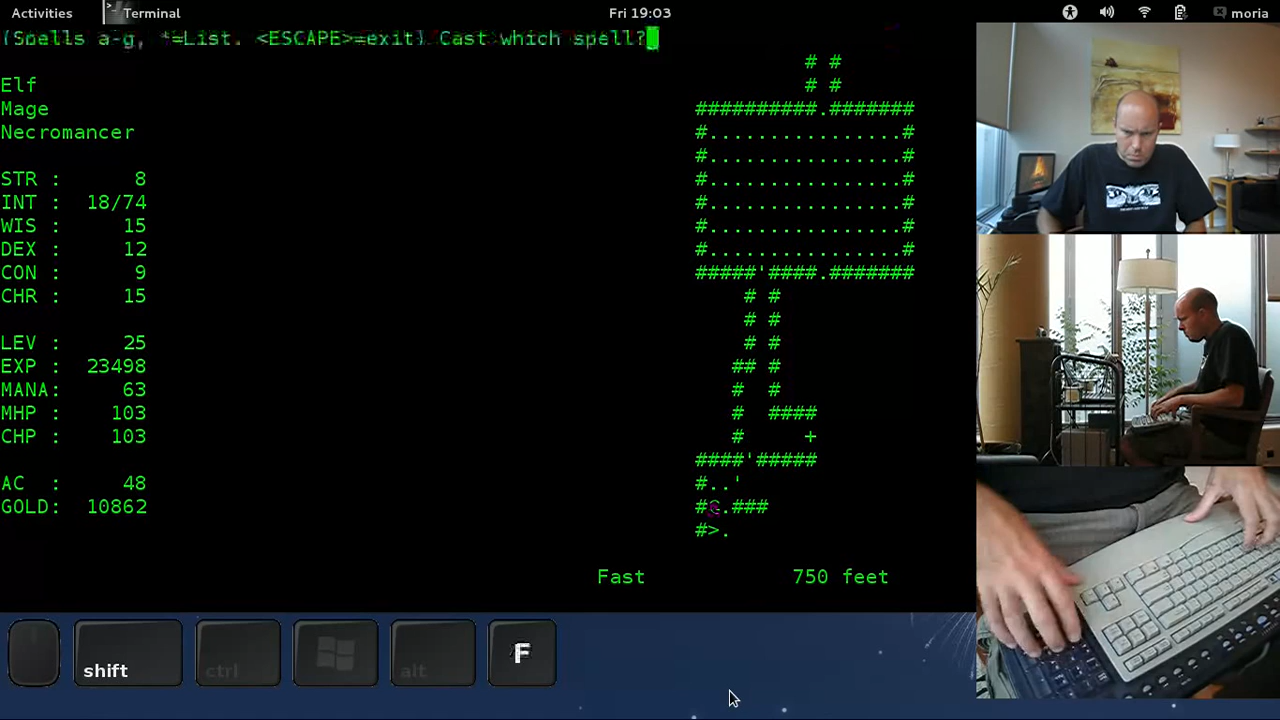 Activities
Terminal
Fri 19:03
moria
(Spells a-g, *=List, <ESCAPE>=exit) Cast which spell?
Elf
Mage
Necromancer
STR : 8
INT : 18/74
WIS : 15
DEX : 12
CON : 9
CHR : 15
LEV : 25
EXP : 23498
MANA: 63
MHP : 103
CHP : 103
AC : 48
GOLD: 10862
# #
# #
##########.#######
#................#
#................#
#................#
#................#
#................#
#................#
#####'####.#######
# #
# #
# #
## #
# #
# ####
# +
####'#####
#..'
#@.###
#>.
Fast 750 feet
shift
ctrl
alt
F